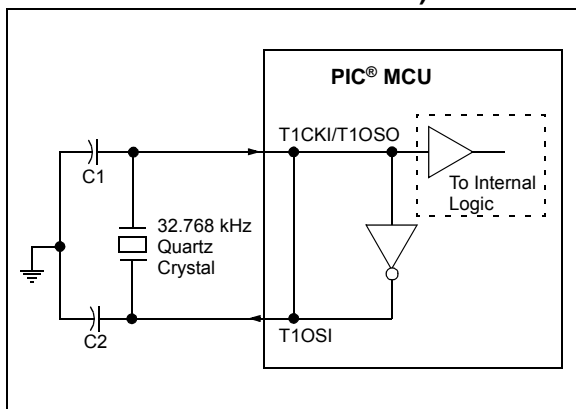 PIC® MCU
T1CKI/T1OSO
C1
To Internal
Logic
32.768 kHz
Quartz
Crystal
C2
T1OSI